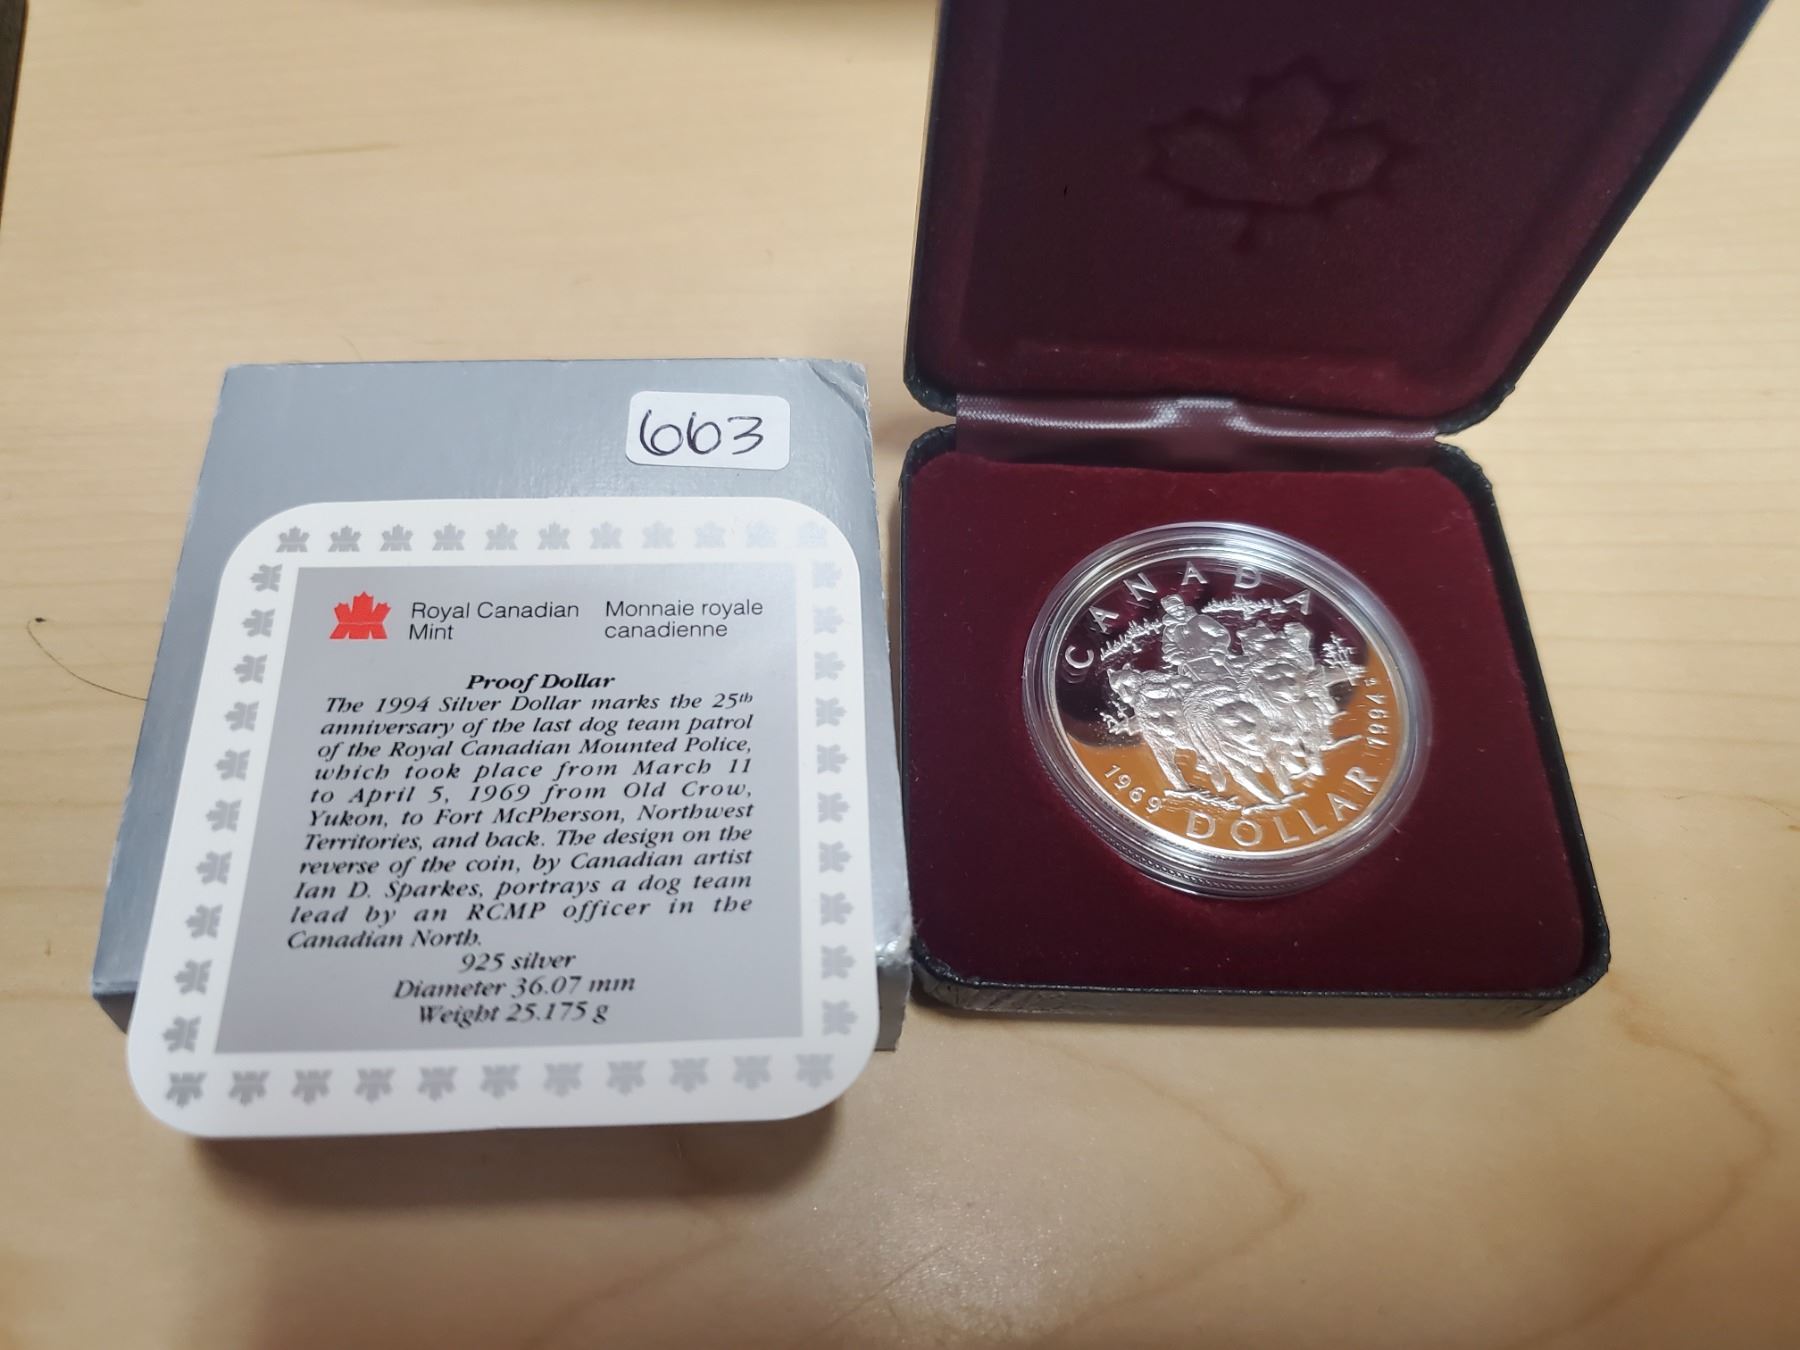 663
Royal Canadian Mint
Monnaie royale canadienne
Proof Dollar
The 1994 Silver Dollar marks the 25th
anniversary of the last dog team patrol
of the Royal Canadian Mounted Police,
which took place from March 11
to April 5, 1969 from Old Crow,
Yukon, to Fort McPherson, Northwest
Territories, and back. The design on the
reverse of the coin, by Canadian artist
Ian D. Sparkes, portrays a dog team
lead by an RCMP officer in the
Canadian North.
925 silver
Diameter 36.07 mm
Weight 25.175 g
CANADA
1969 DOLLAR 1994